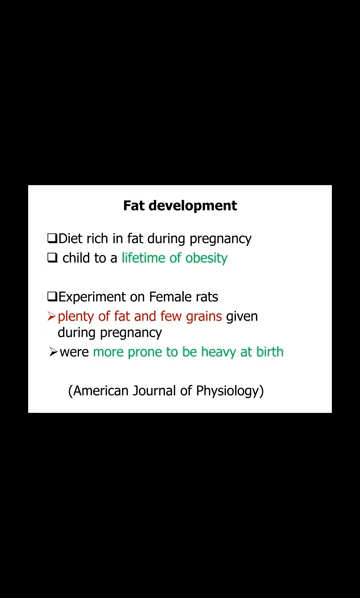 Fat development
❑Diet rich in fat during pregnancy
❑ child to a lifetime of obesity
❑Experiment on Female rats
➢plenty of fat and few grains given
during pregnancy
➢were more prone to be heavy at birth
(American Journal of Physiology)